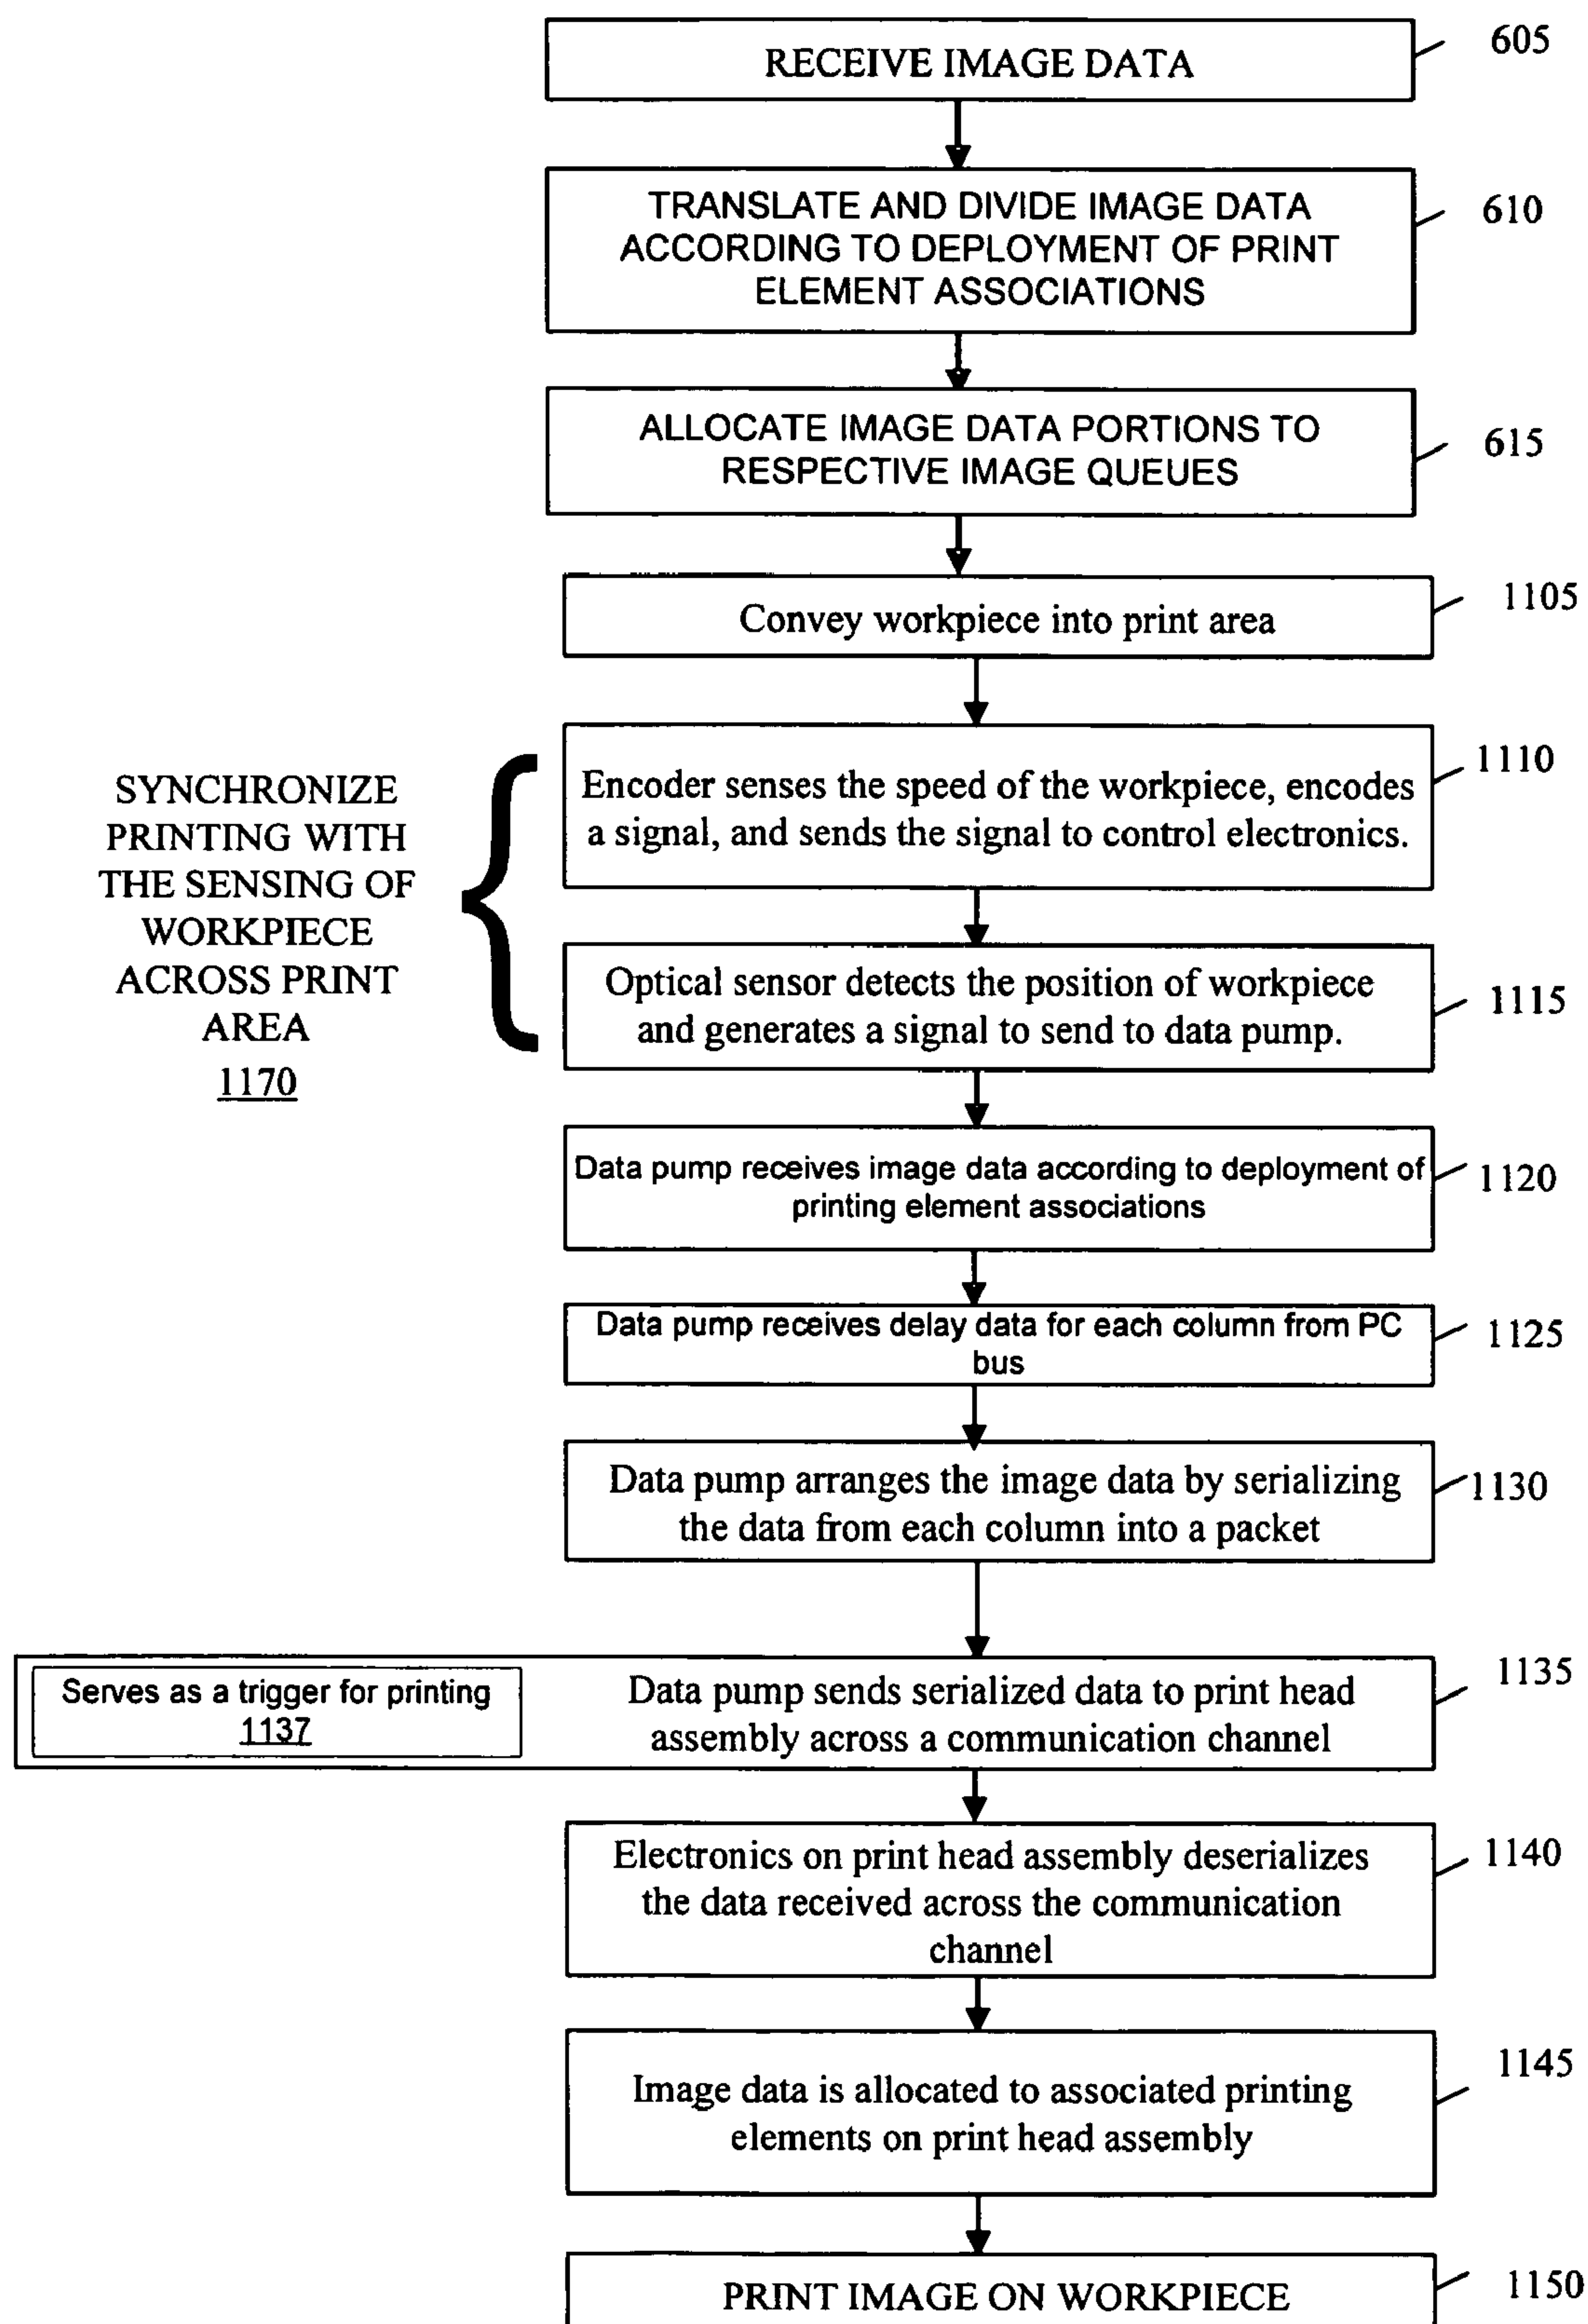 RECEIVE IMAGE DATA
605
TRANSLATE AND DIVIDE IMAGE DATA
ACCORDING TO DEPLOYMENT OF PRINT
ELEMENT ASSOCIATIONS
610
ALLOCATE IMAGE DATA PORTIONS TO
RESPECTIVE IMAGE QUEUES
615
Convey workpiece into print area
1105
SYNCHRONIZE
PRINTING WITH
THE SENSING OF
WORKPIECE
ACROSS PRINT
AREA
1170
Encoder senses the speed of the workpiece, encodes
a signal, and sends the signal to control electronics.
1110
Optical sensor detects the position of workpiece
and generates a signal to send to data pump.
1115
Data pump receives image data according to deployment of
printing element associations
1120
Data pump receives delay data for each column from PC
bus
1125
Data pump arranges the image data by serializing
the data from each column into a packet
1130
Serves as a trigger for printing
1137
Data pump sends serialized data to print head
assembly across a communication channel
1135
Electronics on print head assembly deserializes
the data received across the communication
channel
1140
Image data is allocated to associated printing
elements on print head assembly
1145
PRINT IMAGE ON WORKPIECE
1150